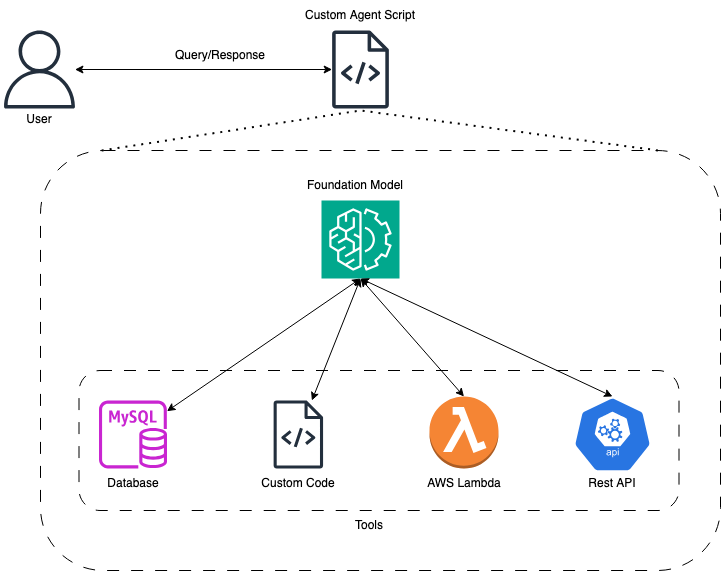 Custom Agent Script
Query/Response
</>
User
Foundation Model
MySQL
</>
api
Database
Custom Code
AWS Lambda
Rest API
Tools